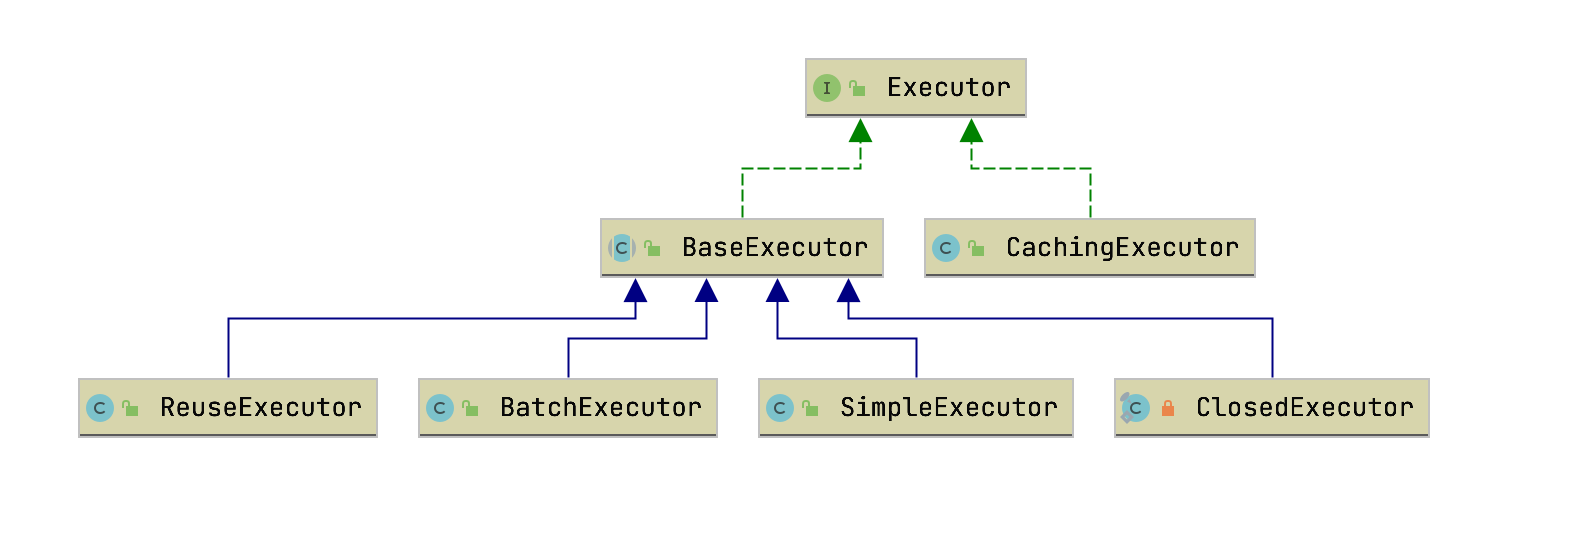 I Executor
C BaseExecutor
C CachingExecutor
C ReuseExecutor
C BatchExecutor
C SimpleExecutor
C ClosedExecutor